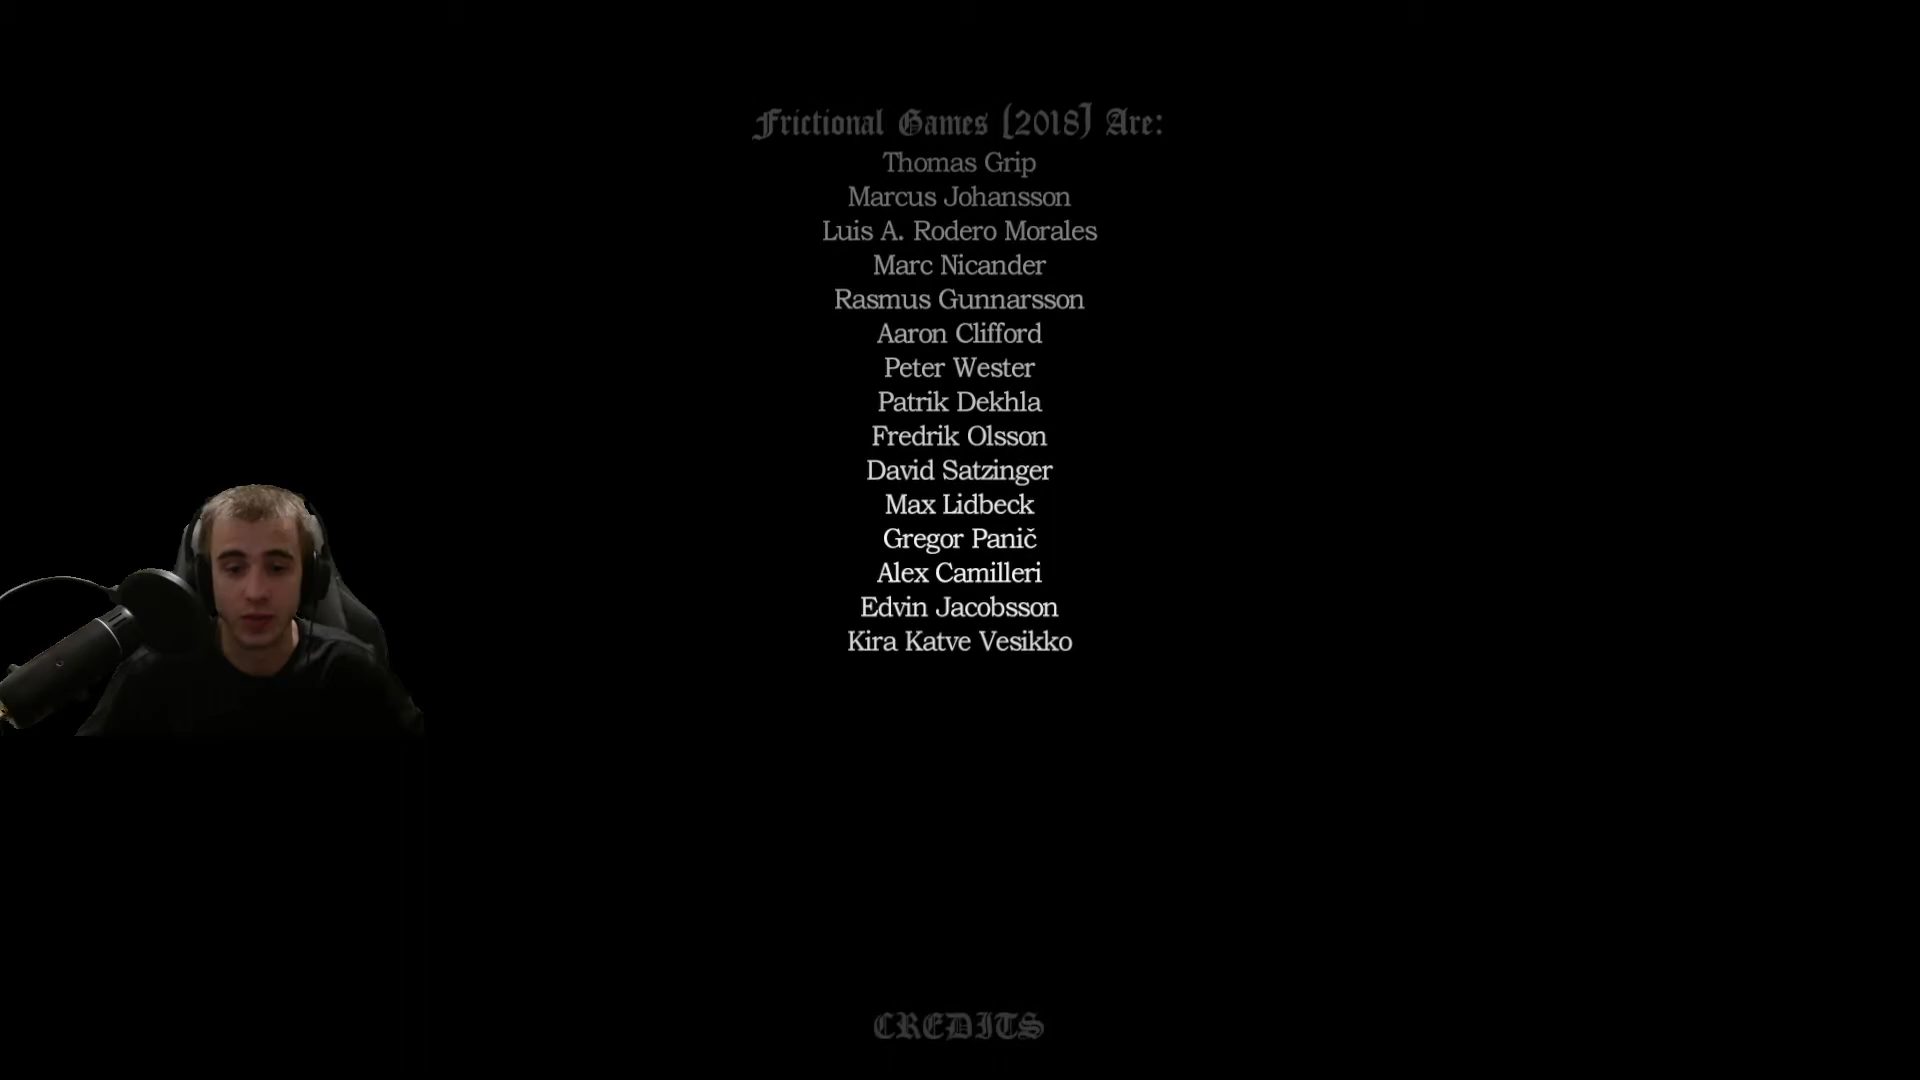 Frictional Games [2018] Are:
Thomas Grip
Marcus Johansson
Luis A. Rodero Morales
Marc Nicander
Rasmus Gunnarsson
Aaron Clifford
Peter Wester
Patrik Dekhla
Fredrik Olsson
David Satzinger
Max Lidbeck
Gregor Panič
Alex Camilleri
Edvin Jacobsson
Kira Katve Vesikko
CREDITS